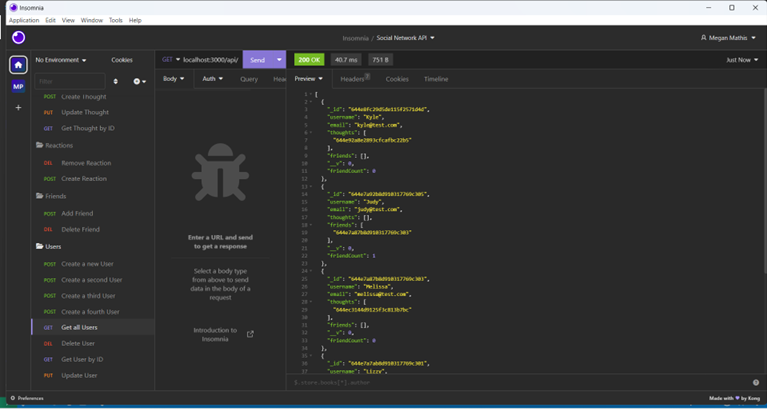 Insomnia
Application Edit View Window Tools Help
Insomnia / Social Network API
Megan Mathis
No Environment
Cookies
GET localhost:3000/api/ Send
200 OK 40.7 ms 751 B
Just Now
Filter
Body Auth Query Hea
Preview Headers 7 Cookies Timeline
MP
POST Create Thought
PUT Update Thought
GET Get Thought by ID
Reactions
DEL Remove Reaction
POST Create Reaction
Friends
POST Add Friend
DEL Delete Friend
Users
POST Create a new User
POST Create a second User
POST Create a third User
POST Create a fourth User
GET Get all Users
DEL Delete User
GET Get User by ID
PUT Update User
Enter a URL and send
to get a response
Select a body type
from above to send
data in the body of a
request
Introduction to
Insomnia
1 [
2 {
3 "_id": "644e8fc29d5de115f2571d4d",
4 "username": "Kyle",
5 "email": "kyle@test.com",
6 "thoughts": [
7 "644e92a8e2893cfcafbc22b5"
8 ],
9 "friends": [],
10 "__v": 0,
11 "friendCount": 0
12 },
13 {
14 "_id": "644e7a92b8d910317769c305",
15 "username": "Judy",
16 "email": "judy@test.com",
17 "thoughts": [],
18 "friends": [
19 "644e7a87b8d910317769c303"
20 ],
21 "__v": 0,
22 "friendCount": 1
23 },
24 {
25 "_id": "644e7a87b8d910317769c303",
26 "username": "Melissa",
27 "email": "melissa@test.com",
28 "thoughts": [
29 "644ec3144d9125f3c813b7bc"
30 ],
31 "friends": [],
32 "__v": 0,
33 "friendCount": 0
34 },
35 {
36 "_id": "644e7a7ab8d910317769c301",
37 "username": "Lizzy",
$.store.books[*].author
Preferences
Made with by Kong